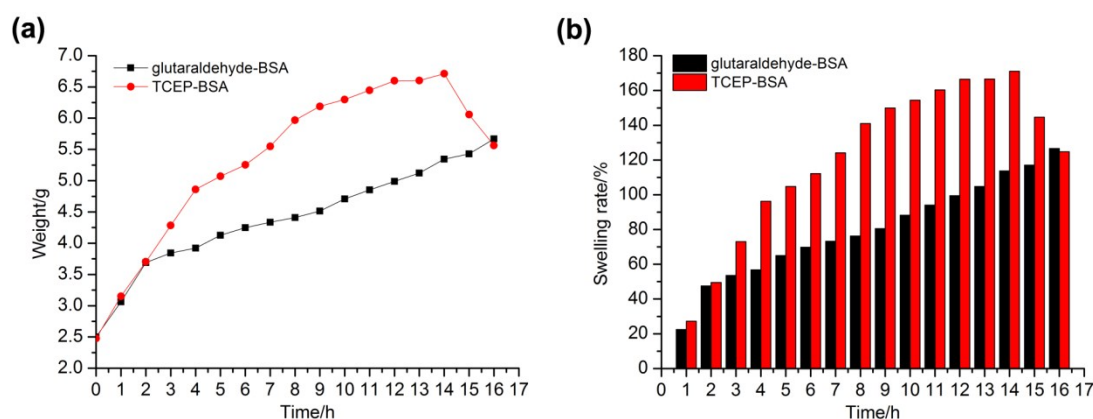 (a)
7.0
6.5
6.0
5.5
5.0
4.5
4.0
3.5
3.0
2.5
2.0
Weight/g
glutaraldehyde-BSA
TCEP-BSA
0 1 2 3 4 5 6 7 8 9 10 11 12 13 14 15 16 17
Time/h
(b)
180
160
140
120
100
80
60
40
20
0
Swelling rate/%
glutaraldehyde-BSA
TCEP-BSA
1 2 3 4 5 6 7 8 9 10 11 12 13 14 15 16 17
Time/h